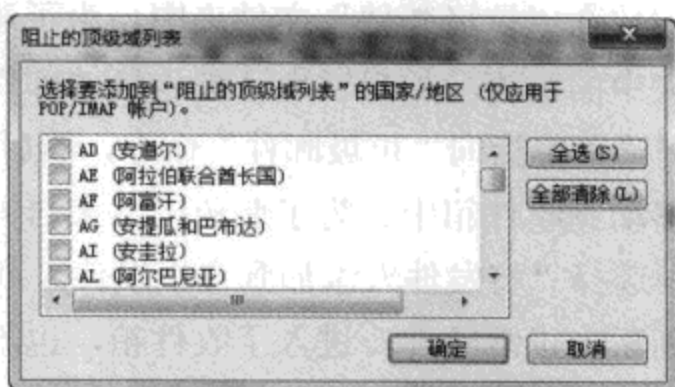 阻止的顶级域列表
选择要添加到“阻止的顶级域列表”的国家/地区 (仅应用于
POP/IMAP 帐户)。
AD (安道尔)
AE (阿拉伯联合酋长国)
AF (阿富汗)
AG (安提瓜和巴布达)
AI (安圭拉)
AL (阿尔巴尼亚)
全选(S)
全部清除(L)
确定
取消